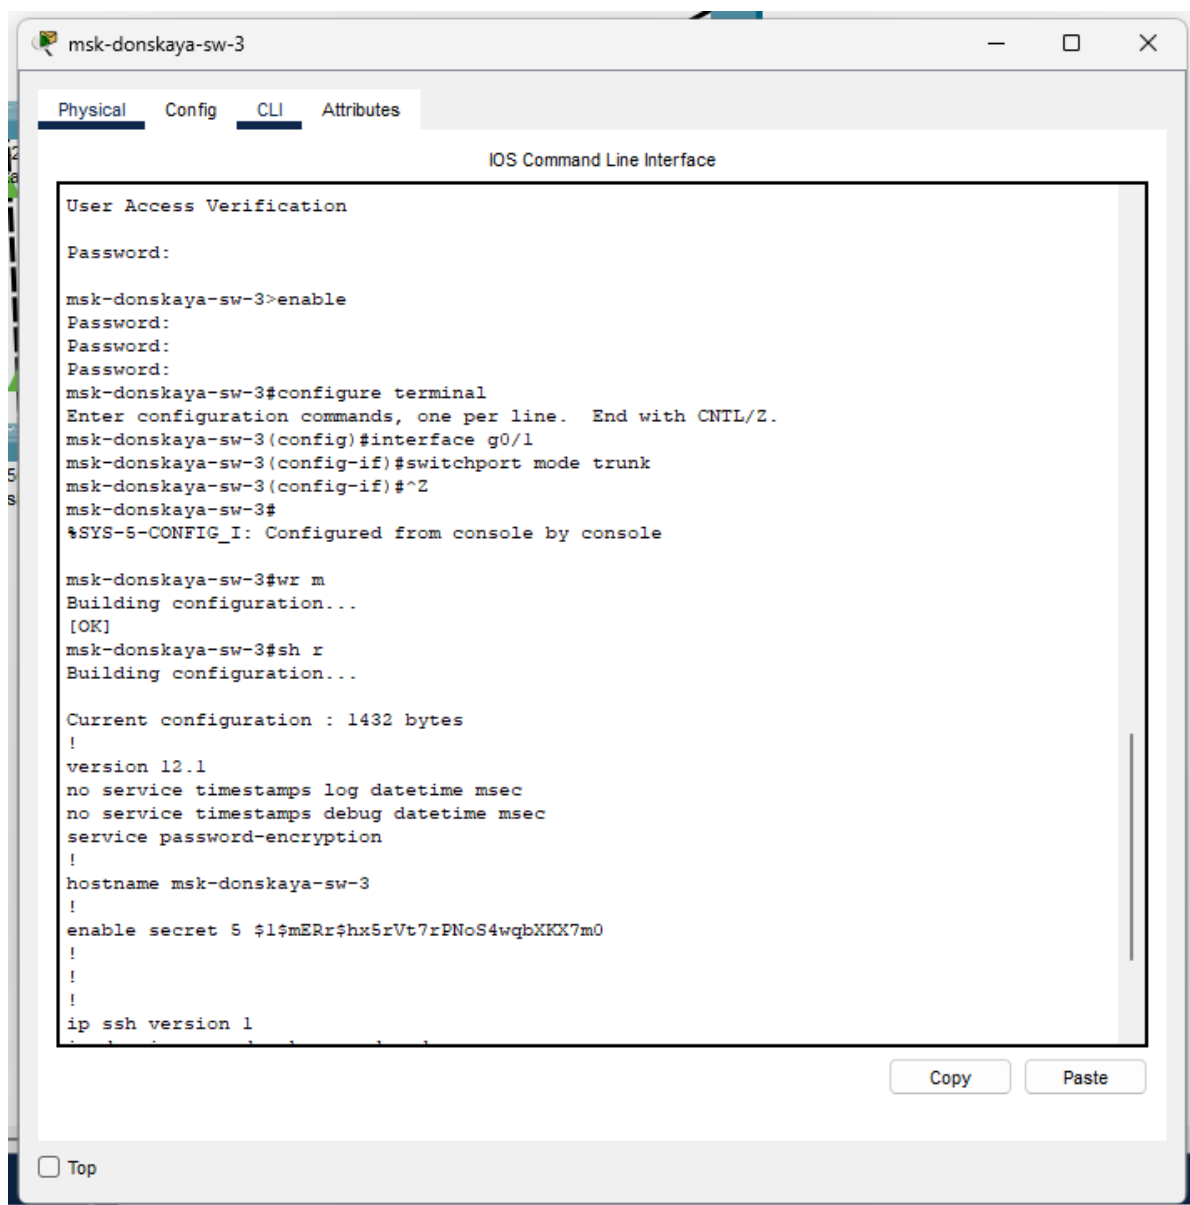 msk-donskaya-sw-3
Physical Config CLI Attributes
IOS Command Line Interface
User Access Verification
Password:
msk-donskaya-sw-3>enable
Password:
Password:
Password:
msk-donskaya-sw-3#configure terminal
Enter configuration commands, one per line.  End with CNTL/Z.
msk-donskaya-sw-3(config)#interface g0/1
msk-donskaya-sw-3(config-if)#switchport mode trunk
msk-donskaya-sw-3(config-if)#^Z
msk-donskaya-sw-3#
%SYS-5-CONFIG_I: Configured from console by console
msk-donskaya-sw-3#wr m
Building configuration...
[OK]
msk-donskaya-sw-3#sh r
Building configuration...
Current configuration : 1432 bytes
!
version 12.1
no service timestamps log datetime msec
no service timestamps debug datetime msec
service password-encryption
!
hostname msk-donskaya-sw-3
!
enable secret 5 $1$mERr$hx5rVt7rPNoS4wqbXKX7m0
!
!
!
ip ssh version 1
Copy Paste
Top